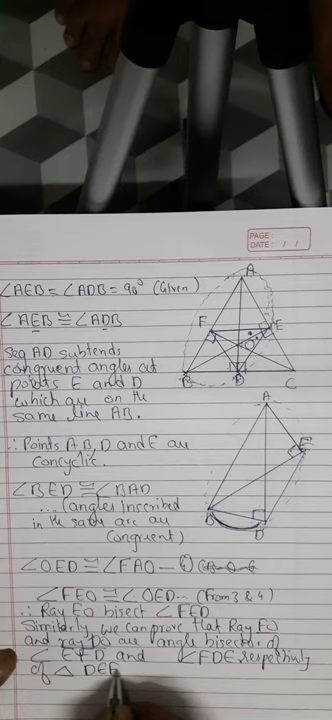 PAGE:
DATE: / /
∠AEB = ∠ADB = 90° (Given)
∠AEB ≅ ∠ADB
Seg AD subtends
congruent angles at
points E and D
which are on the
same line AB.
∴ Points A, B, D and E are
concyclic.
∠BED ≅ ∠BAD
... (angles inscribed
in the same arc are
congruent)
∠OED ≅ ∠FAO – 4)
∠FEO ≅ ∠OED... (from 3 & 4)
∴ Ray EO bisect ∠FED
Similarly we can prove that Ray FO
and ray DO are angle bisector of
∠EFD and ∠FDE respectively
of △ DEF
A
F
E
O
B
D
C
A
E
B
D